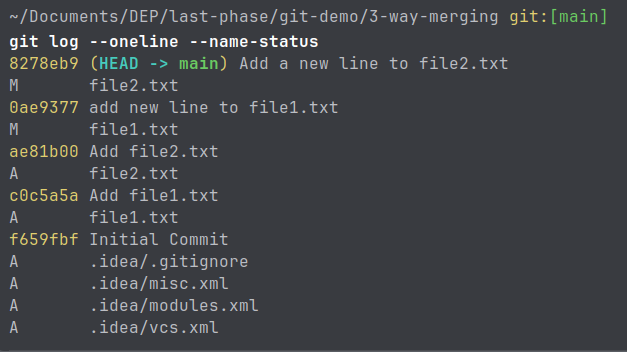 ~/Documents/DEP/last-phase/git-demo/3-way-merging git:[main]
git log --oneline --name-status
8278eb9 (HEAD -> main) Add a new line to file2.txt
M       file2.txt
0ae9377 add new line to file1.txt
M       file1.txt
ae81b00 Add file2.txt
A       file2.txt
c0c5a5a Add file1.txt
A       file1.txt
f659fbf Initial Commit
A       .idea/.gitignore
A       .idea/misc.xml
A       .idea/modules.xml
A       .idea/vcs.xml